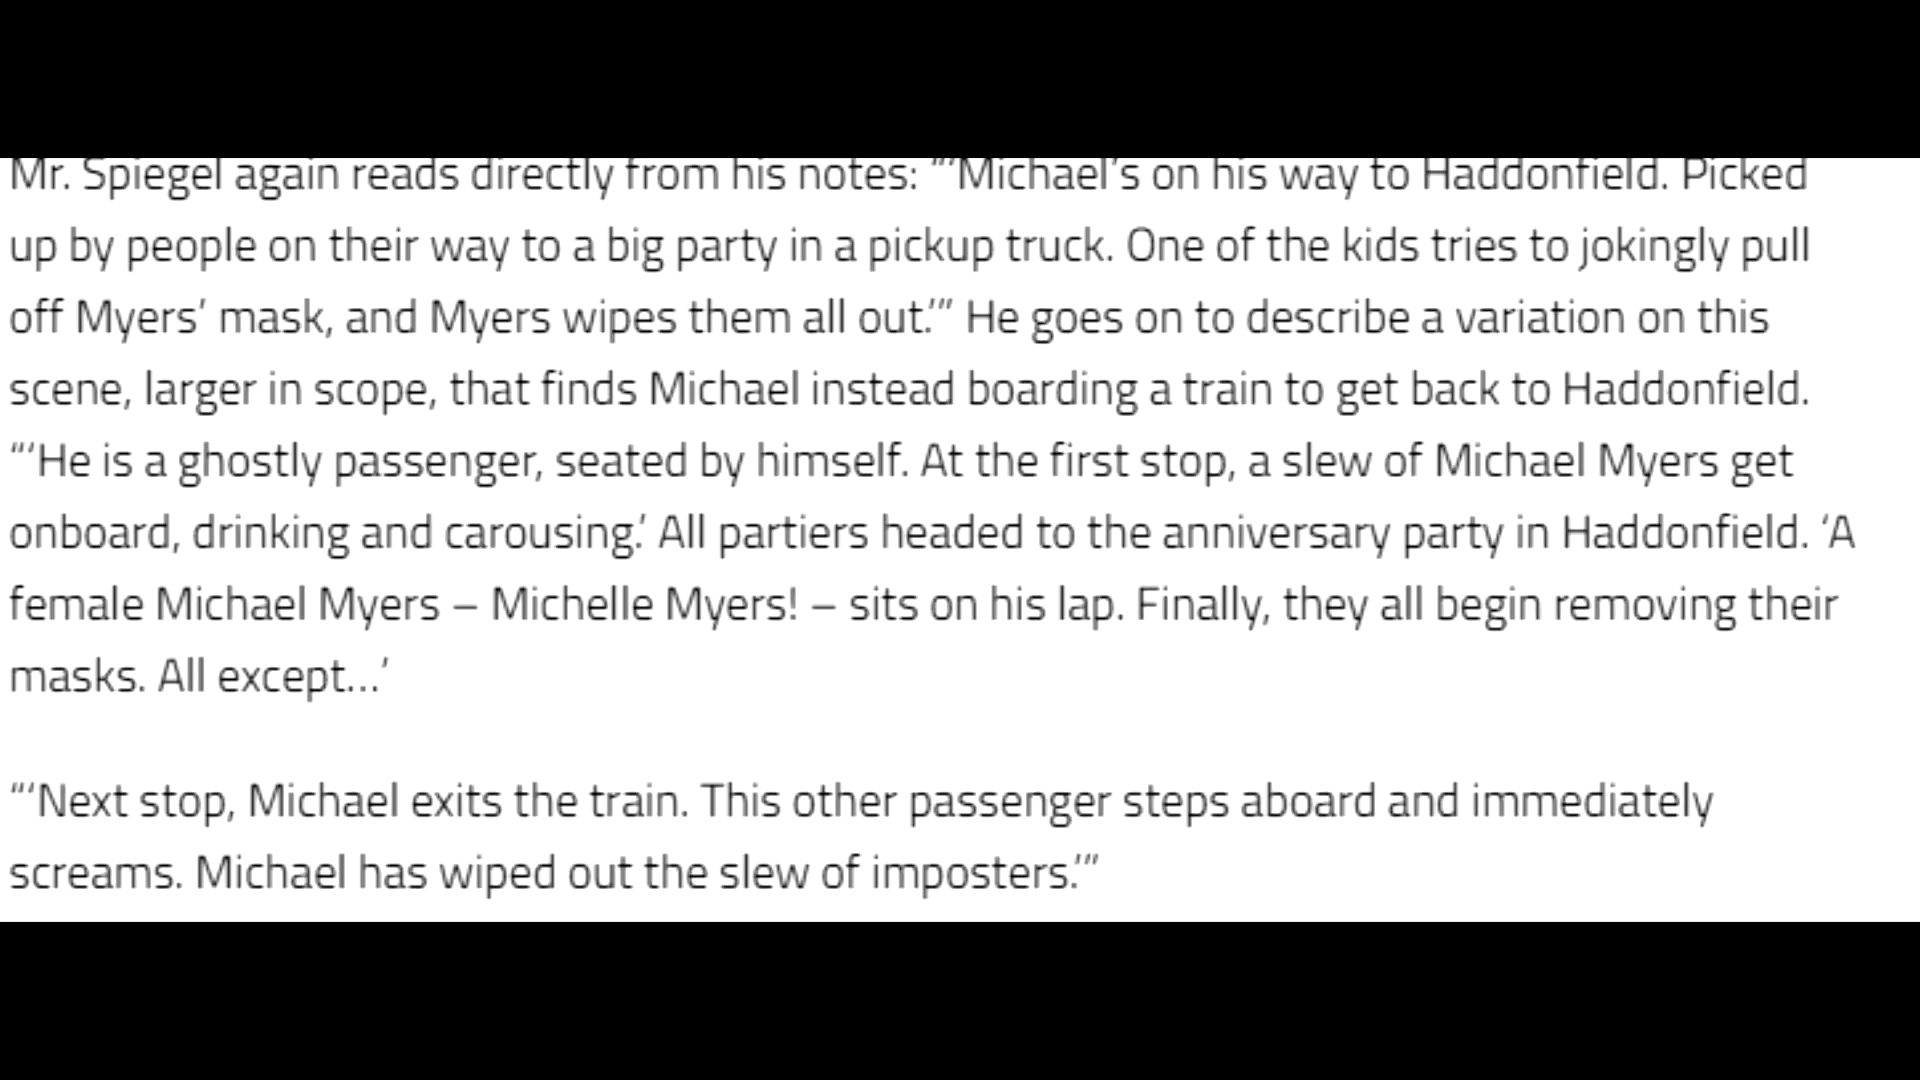 Mr. Spiegel again reads directly from his notes: “‘Michael’s on his way to Haddonfield. Picked
up by people on their way to a big party in a pickup truck. One of the kids tries to jokingly pull
off Myers’ mask, and Myers wipes them all out.’” He goes on to describe a variation on this
scene, larger in scope, that finds Michael instead boarding a train to get back to Haddonfield.
“‘He is a ghostly passenger, seated by himself. At the first stop, a slew of Michael Myers get
onboard, drinking and carousing.’ All partiers headed to the anniversary party in Haddonfield. ‘A
female Michael Myers – Michelle Myers! – sits on his lap. Finally, they all begin removing their
masks. All except…’
“‘Next stop, Michael exits the train. This other passenger steps aboard and immediately
screams. Michael has wiped out the slew of imposters.’”